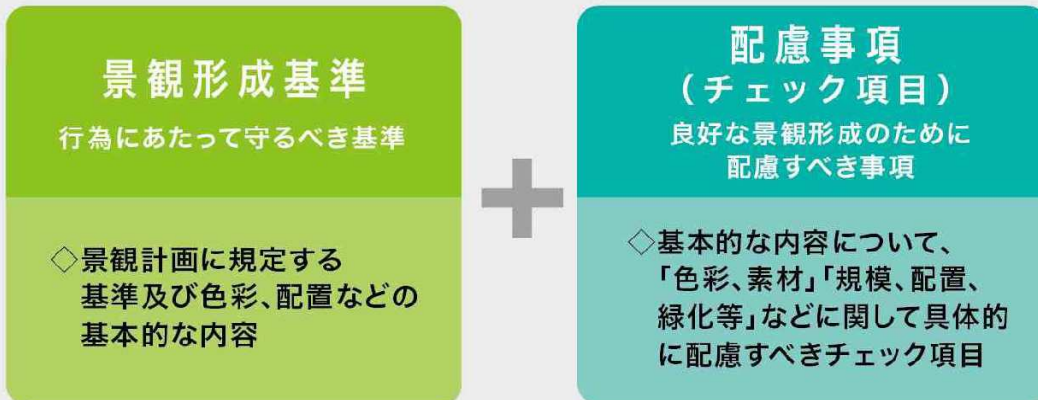 景観形成基準
行為にあたって守るべき基準
◇景観計画に規定する
基準及び色彩、配置などの
基本的な内容
+
配慮事項
(チェック項目)
良好な景観形成のために
配慮すべき事項
◇基本的な内容について、
「色彩、素材」「規模、配置、
緑化等」などに関して具体的
に配慮すべきチェック項目